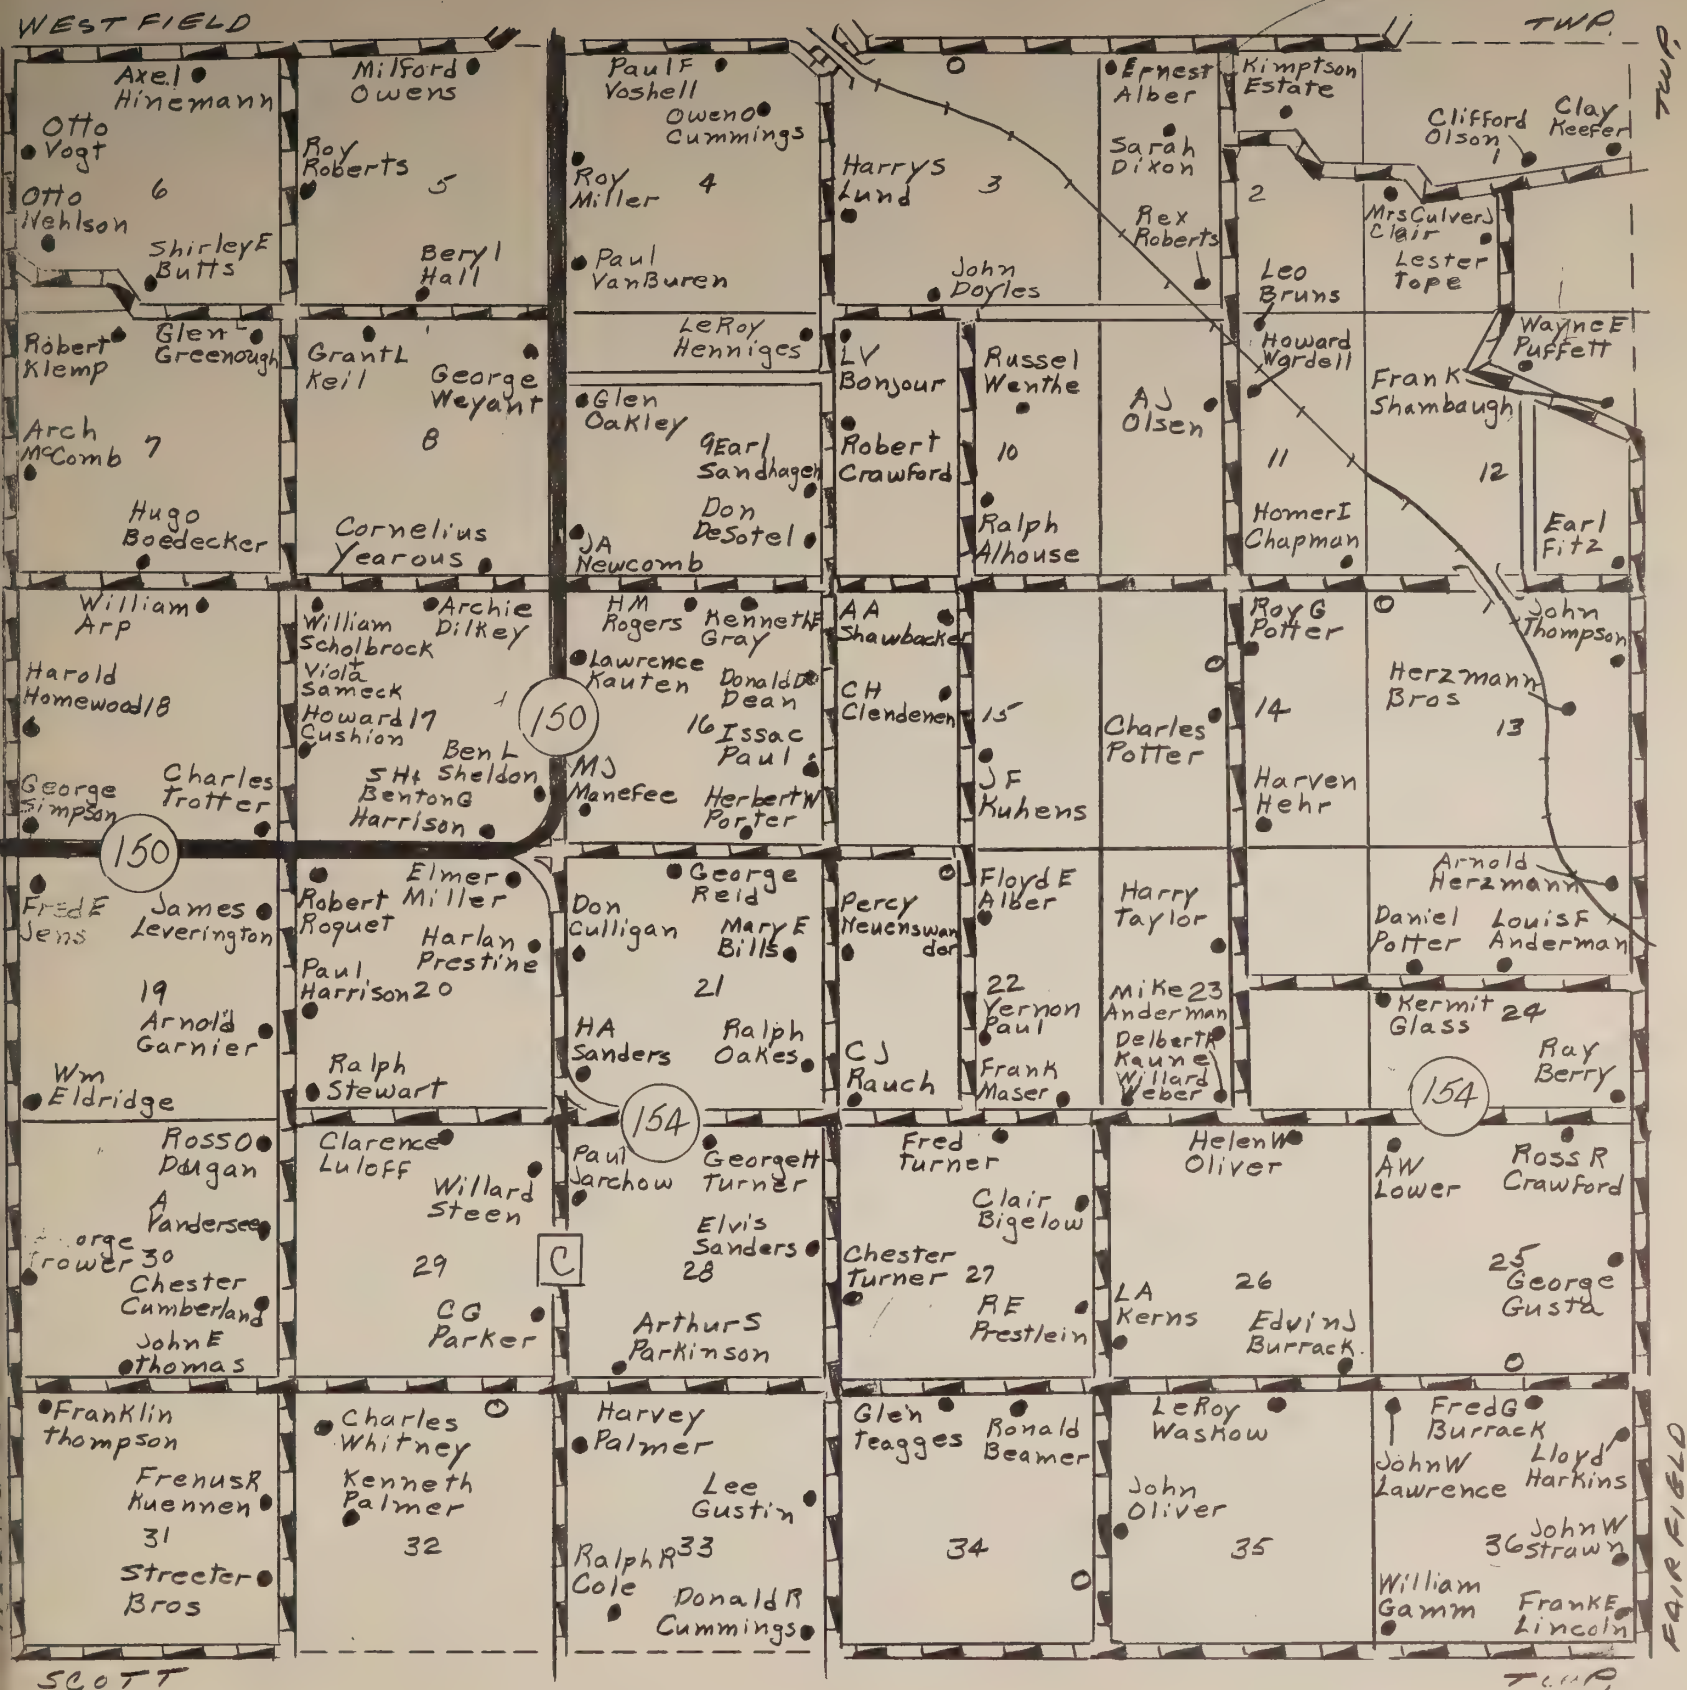 WESTFIELD
TWP.
TWP.
Axel
Hinemann
Otto
Vogt
6
Otto
Nehlson
Shirley E
Butts
Milford
Owens
Roy
Roberts
5
Beryl
Hall
Paul F
Voshell
Owen O
Cummings
Roy
Miller
4
Paul
VanBuren
LeRoy
Henniges
Harry S
Lund
3
John
Doyles
Ernest
Alber
Sarah
Dixon
Rex
Roberts
Kimptson
Estate
2
Leo
Bruns
Clifford
Olson
1
Clay
Keefer
Mrs Culver J
Clair
Lester
Tope
Robert
Klemp
Glen
Greenough
Arch
McComb
7
Hugo
Boedecker
Grant L
Keil
George
Weyant
8
Cornelius
Yearous
Glen
Oakley
9 Earl
Sandhagen
Don
DeSotel
JA
Newcomb
LV
Bonjour
Robert
Crawford
Russel
Wenthe
10
Ralph
Alhouse
AJ
Olsen
Howard
Wardell
11
Homer I
Chapman
Frank
Shambaugh
Wayne E
Puffett
12
Earl
Fitz
William
Arp
Harold
Homewood 18
George
Simpson
Charles
Trotter
150
William
Scholbrock
Viola
Sameck
Howard 17
Cushion
Archie
Dilkey
Ben L
SH& Sheldon
Benton G
Harrison
150
HM
Rogers
Kenneth E
Gray
Lawrence
Kauten
Donald D
Dean
16 Issac
Paul
MJ
Manefee
Herbert W
Porter
AA
Shawbacker
CH
Clendenen
15
JF
Kuhens
Charles
Potter
Roy G
Potter
14
Harven
Hehr
Herzmann
Bros
13
John
Thompson
Fred E
Jens
James
Leverington
19
Arnold
Garnier
Wm
Eldridge
Robert
Roquet
Elmer
Miller
Harlan
Prestine
Paul
Harrison 20
Ralph
Stewart
Don
Culligan
George
Reid
Mary E
Bills
21
HA
Sanders
Ralph
Oakes
154
Percy
Neuenswan
der
CJ
Rauch
Floyd E
Alber
22
Vernon
Paul
Frank
Maser
Harry
Taylor
Mike 23
Anderman
Delbert R
Kaune
Willard
Weber
Arnold
Herzmann
Daniel
Potter
Louis F
Anderman
Kermit
Glass
24
Ray
Berry
154
Ross O
Dugan
A
Vandersee
orge
rower 30
Chester
Cumberland
John E
Thomas
Clarence
Luloff
Willard
Steen
29
CG
Parker
C
Paul
Jarchow
George H
Turner
Elvis
Sanders
28
Arthur S
Parkinson
Fred
Turner
Clair
Bigelow
Chester
Turner
27
RE
Prestlein
Helen W
Oliver
LA
Kerns
26
Edvin J
Burrack
AW
Lower
Ross R
Crawford
25
George
Gusta
Franklin
Thompson
Frenus R
Kuennen
31
Streeter
Bros
Charles
Whitney
Kenneth
Palmer
32
Harvey
Palmer
Lee
Gustin
Ralph R
Cole
33
Donald R
Cummings
Glen
Teagges
Ronald
Beamer
34
LeRoy
Waskow
John
Oliver
35
Fred G
Burrack
John W
Lawrence
Lloyd
Harkins
36
John W
Strawn
William
Gamm
Frank E
Lincoln
FAIRFIELD
SCOTT
TWP.